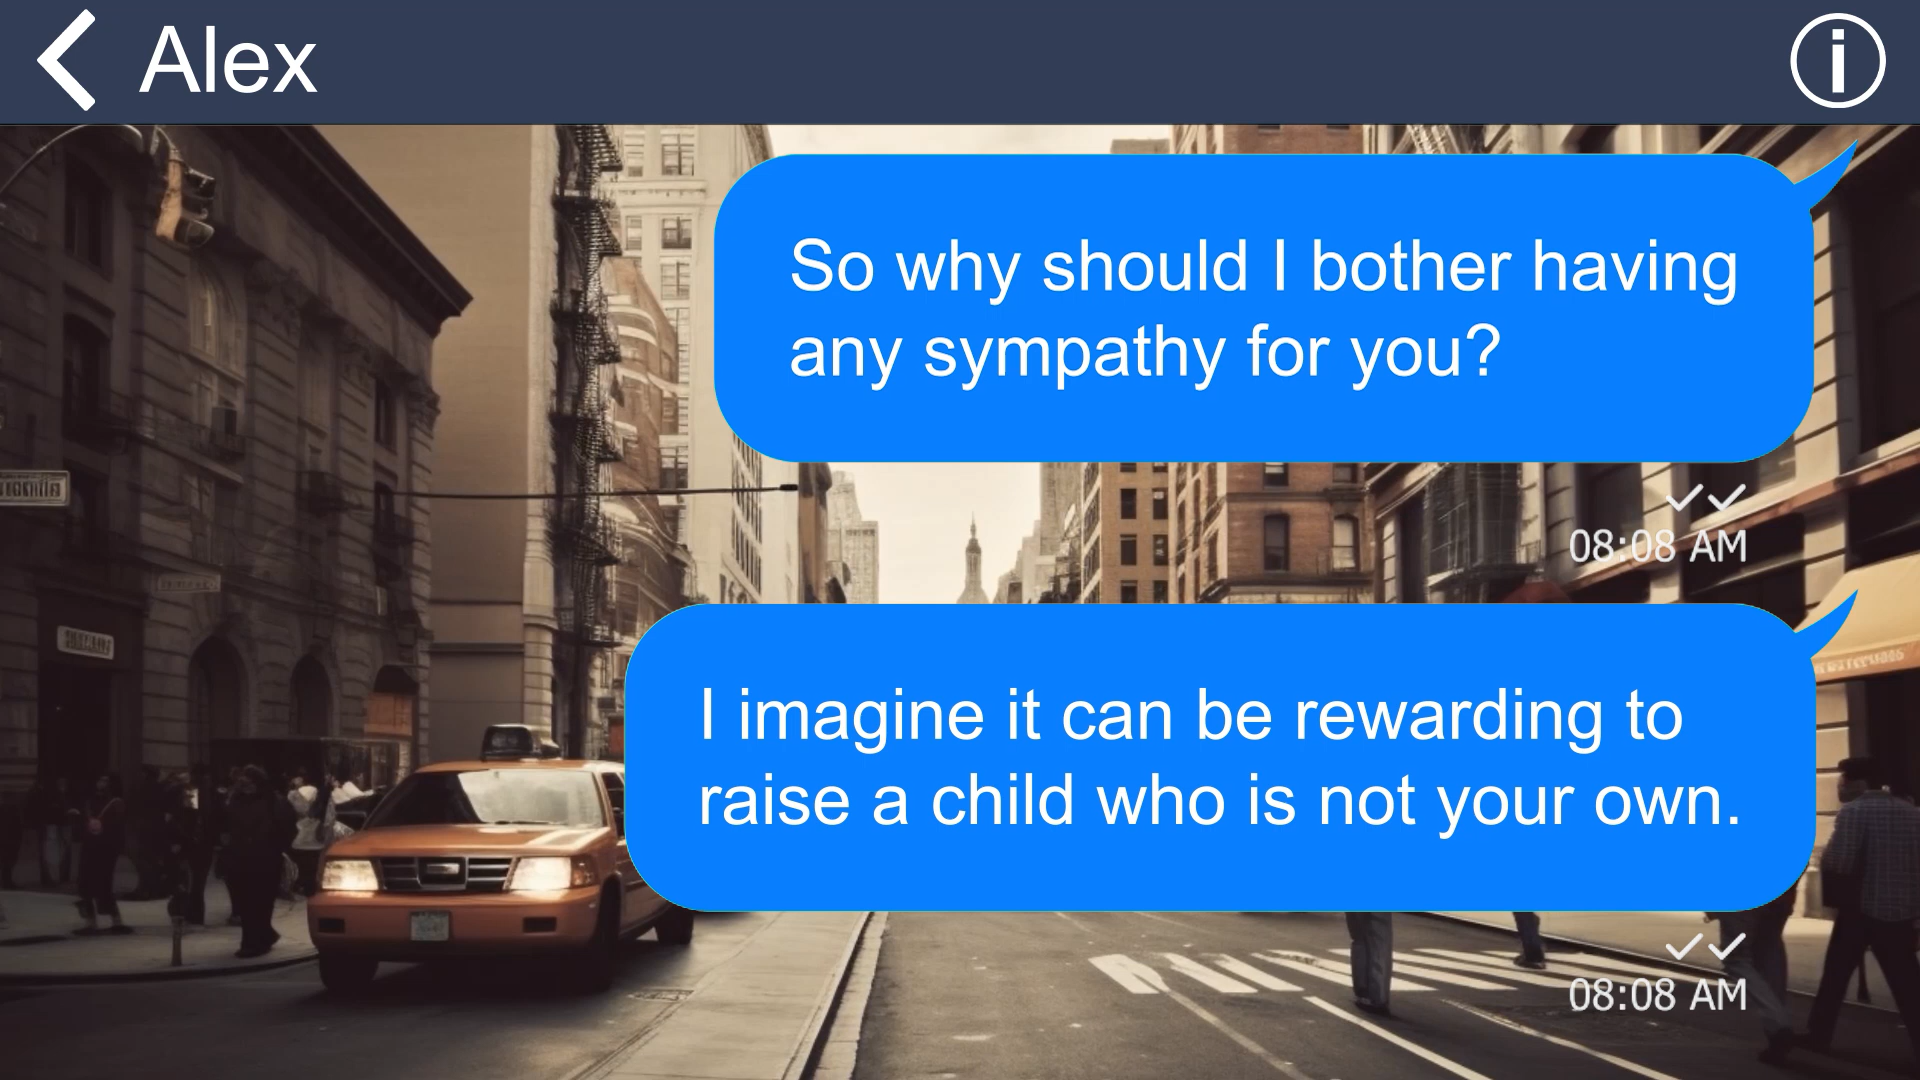 Alex
So why should I bother having
any sympathy for you?
08:08 AM
I imagine it can be rewarding to
raise a child who is not your own.
08:08 AM